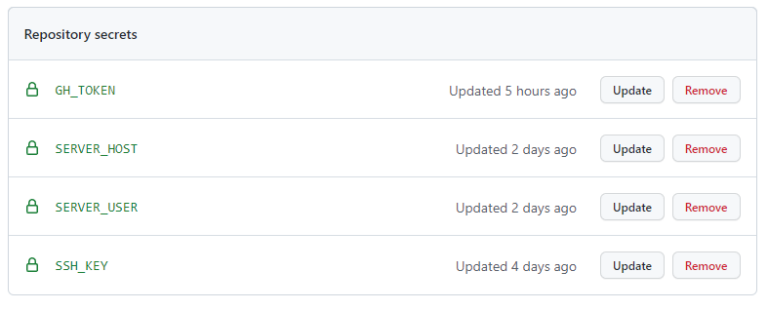 Repository secrets
GH_TOKEN Updated 5 hours ago Update Remove
SERVER_HOST Updated 2 days ago Update Remove
SERVER_USER Updated 2 days ago Update Remove
SSH_KEY Updated 4 days ago Update Remove